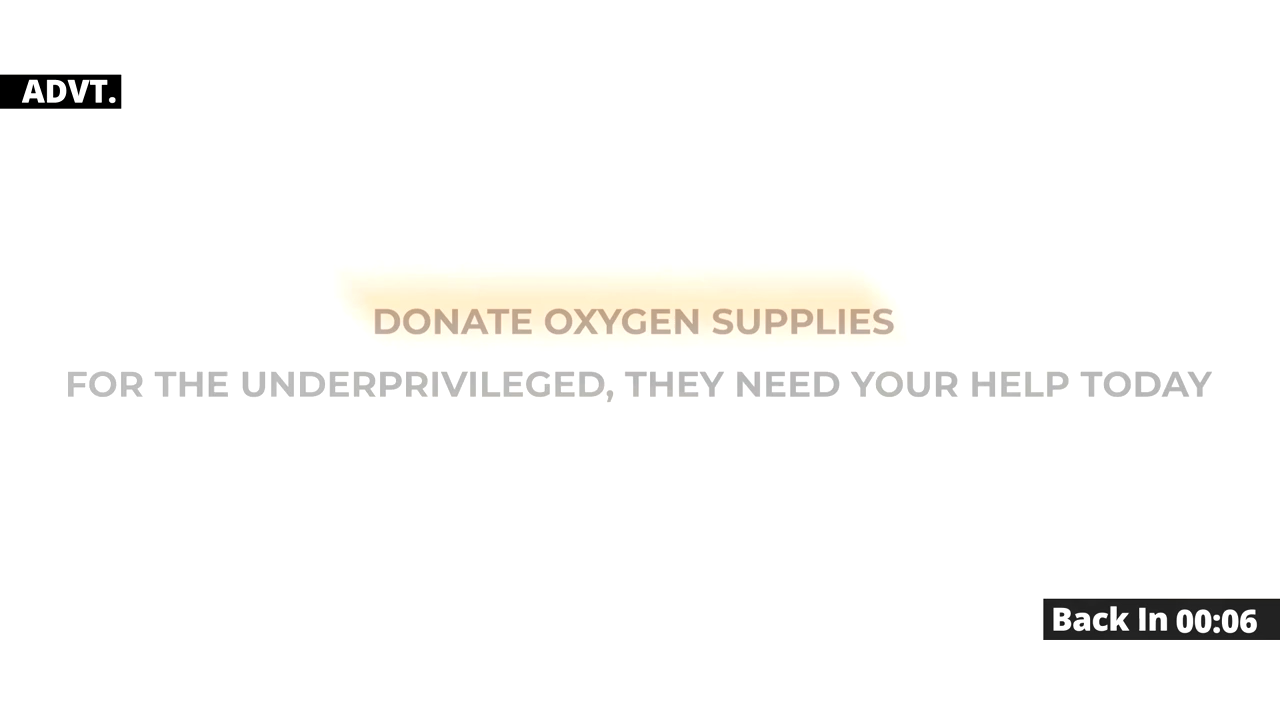 ADVT.
DONATE OXYGEN SUPPLIES
FOR THE UNDERPRIVILEGED, THEY NEED YOUR HELP TODAY
Back In 00:06